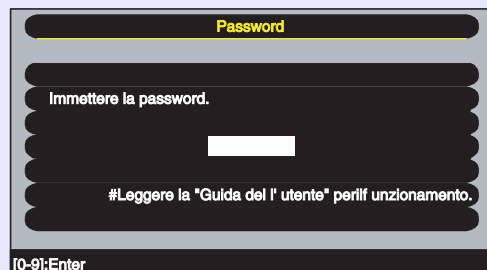 Password
Immettere la password.
#Leggere la "Guida del l' utente" perilf unzionamento.
[0-9]:Enter